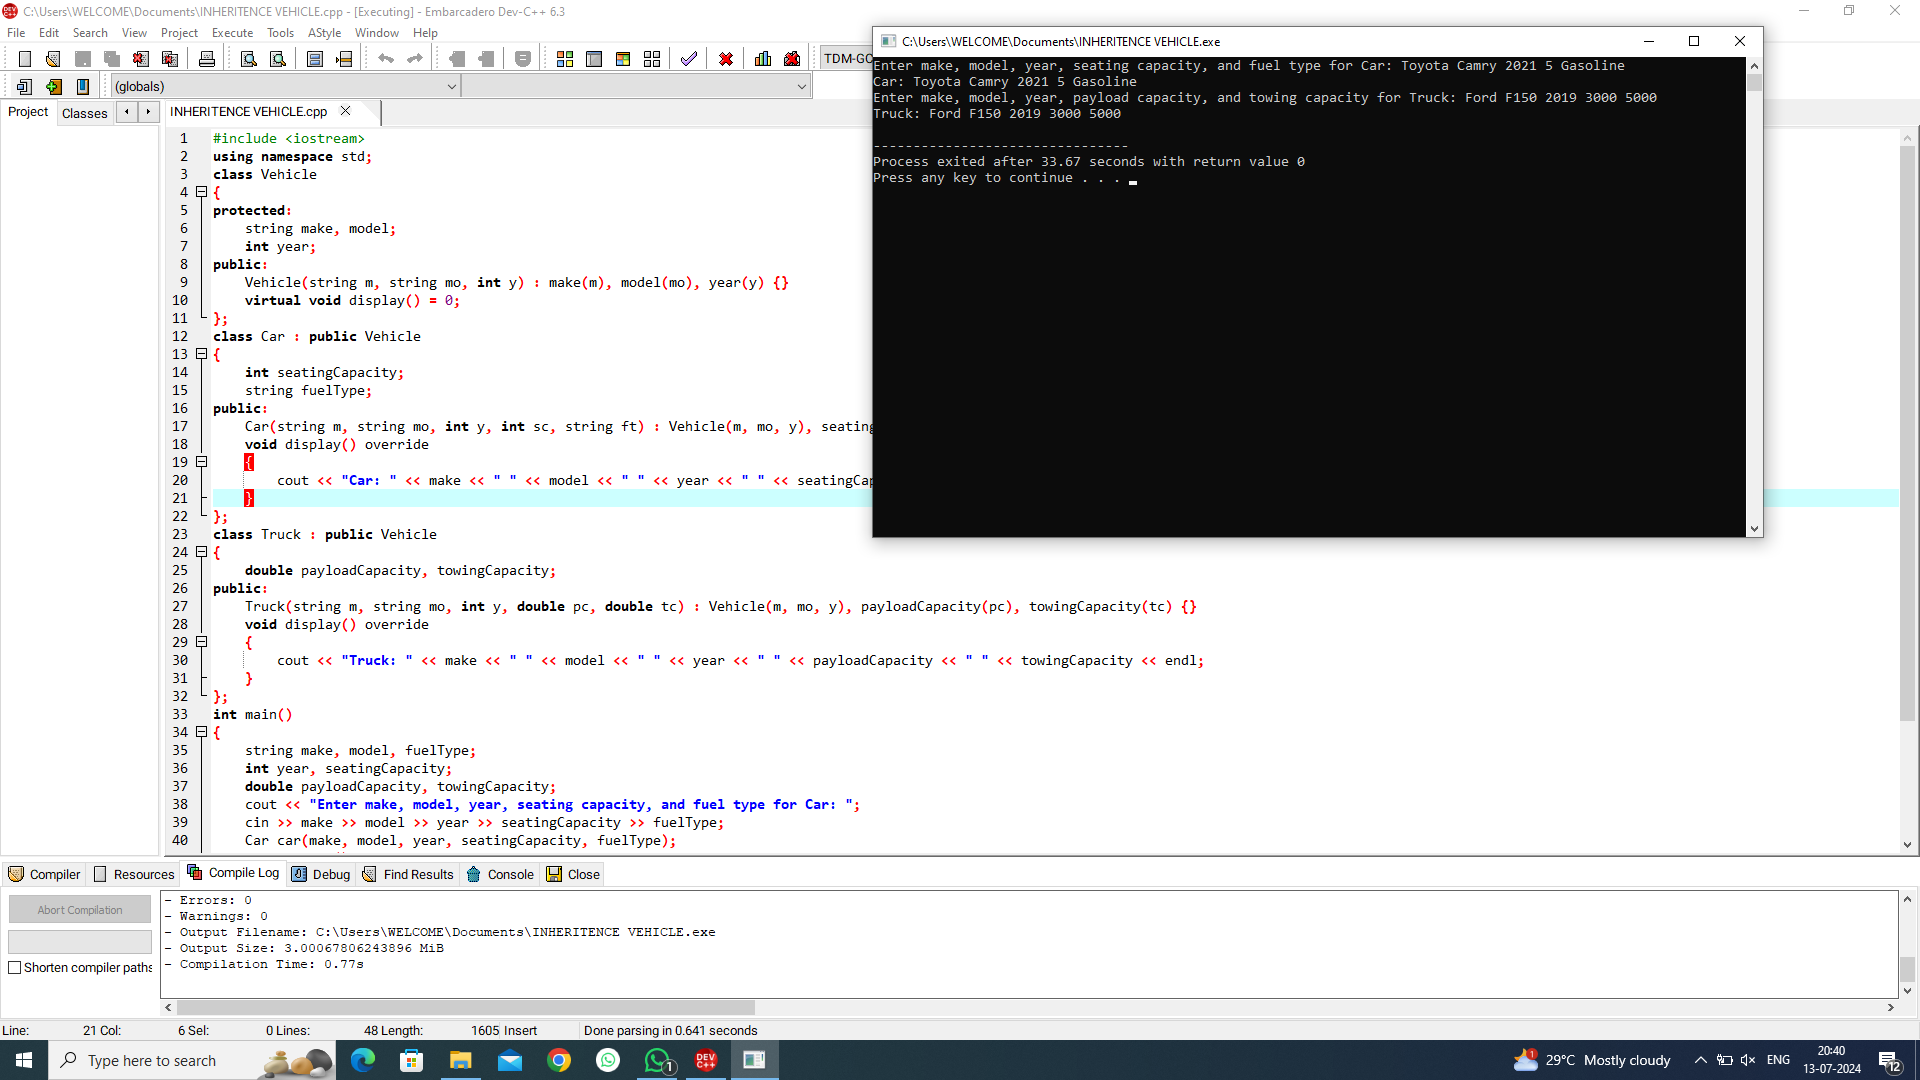 C:\Users\WELCOME\Documents\INHERITENCE VEHICLE.cpp - [Executing] - Embarcadero Dev-C++ 6.3
File Edit Search View Project Execute Tools AStyle Window Help
TDM-GC
(globals)
Project Classes
INHERITENCE VEHICLE.cpp
1 #include <iostream>
2 using namespace std;
3 class Vehicle
4 {
5 protected:
6 string make, model;
7 int year;
8 public:
9 Vehicle(string m, string mo, int y) : make(m), model(mo), year(y) {}
10 virtual void display() = 0;
11 };
12 class Car : public Vehicle
13 {
14 int seatingCapacity;
15 string fuelType;
16 public:
17 Car(string m, string mo, int y, int sc, string ft) : Vehicle(m, mo, y), seating
18 void display() override
19 {
20 cout << "Car: " << make << " " << model << " " << year << " " << seatingCap
21 }
22 };
23 class Truck : public Vehicle
24 {
25 double payloadCapacity, towingCapacity;
26 public:
27 Truck(string m, string mo, int y, double pc, double tc) : Vehicle(m, mo, y), payloadCapacity(pc), towingCapacity(tc) {}
28 void display() override
29 {
30 cout << "Truck: " << make << " " << model << " " << year << " " << payloadCapacity << " " << towingCapacity << endl;
31 }
32 };
33 int main()
34 {
35 string make, model, fuelType;
36 int year, seatingCapacity;
37 double payloadCapacity, towingCapacity;
38 cout << "Enter make, model, year, seating capacity, and fuel type for Car: ";
39 cin >> make >> model >> year >> seatingCapacity >> fuelType;
40 Car car(make, model, year, seatingCapacity, fuelType);
C:\Users\WELCOME\Documents\INHERITENCE VEHICLE.exe
Enter make, model, year, seating capacity, and fuel type for Car: Toyota Camry 2021 5 Gasoline
Car: Toyota Camry 2021 5 Gasoline
Enter make, model, year, payload capacity, and towing capacity for Truck: Ford F150 2019 3000 5000
Truck: Ford F150 2019 3000 5000
--------------------------------
Process exited after 33.67 seconds with return value 0
Press any key to continue . . .
Compiler Resources Compile Log Debug Find Results Console Close
Abort Compilation
Shorten compiler paths
- Errors: 0
- Warnings: 0
- Output Filename: C:\Users\WELCOME\Documents\INHERITENCE VEHICLE.exe
- Output Size: 3.00067806243896 MiB
- Compilation Time: 0.77s
Line: 21 Col: 6 Sel: 0 Lines: 48 Length: 1605 Insert Done parsing in 0.641 seconds
Type here to search
1
DEV C++
1
29°C Mostly cloudy
ENG
20:40
13-07-2024
12